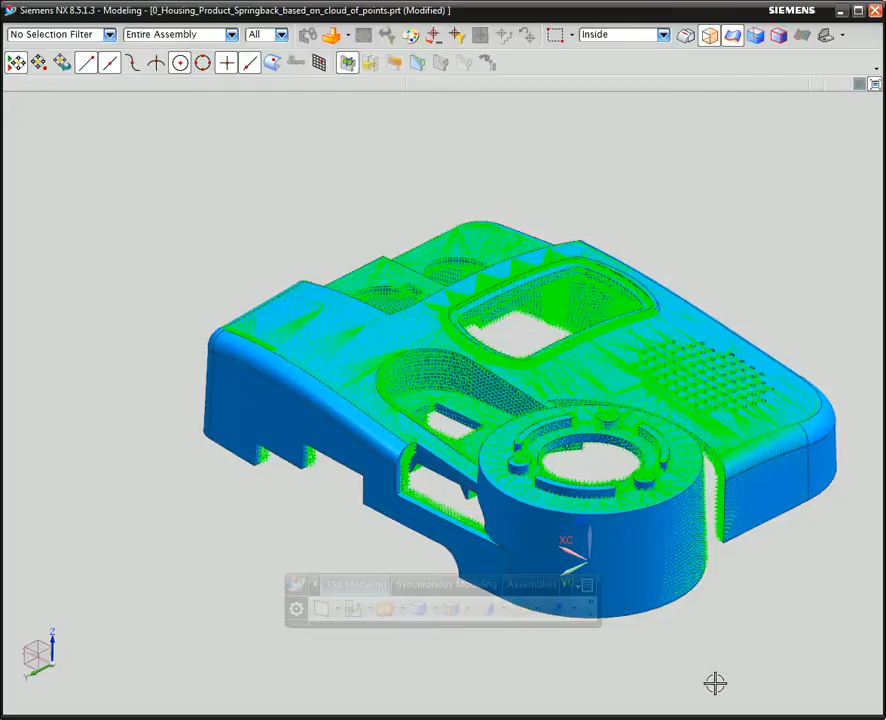 Siemens NX 8.5.1.3 - Modeling - [0_Housing_Product_Springback_based_on_cloud_of_points.prt (Modified) ]
SIEMENS
No Selection Filter Entire Assembly All Inside
XC
YC
TSS Modeling Synchronous Modeling Assemblies
Z
Y